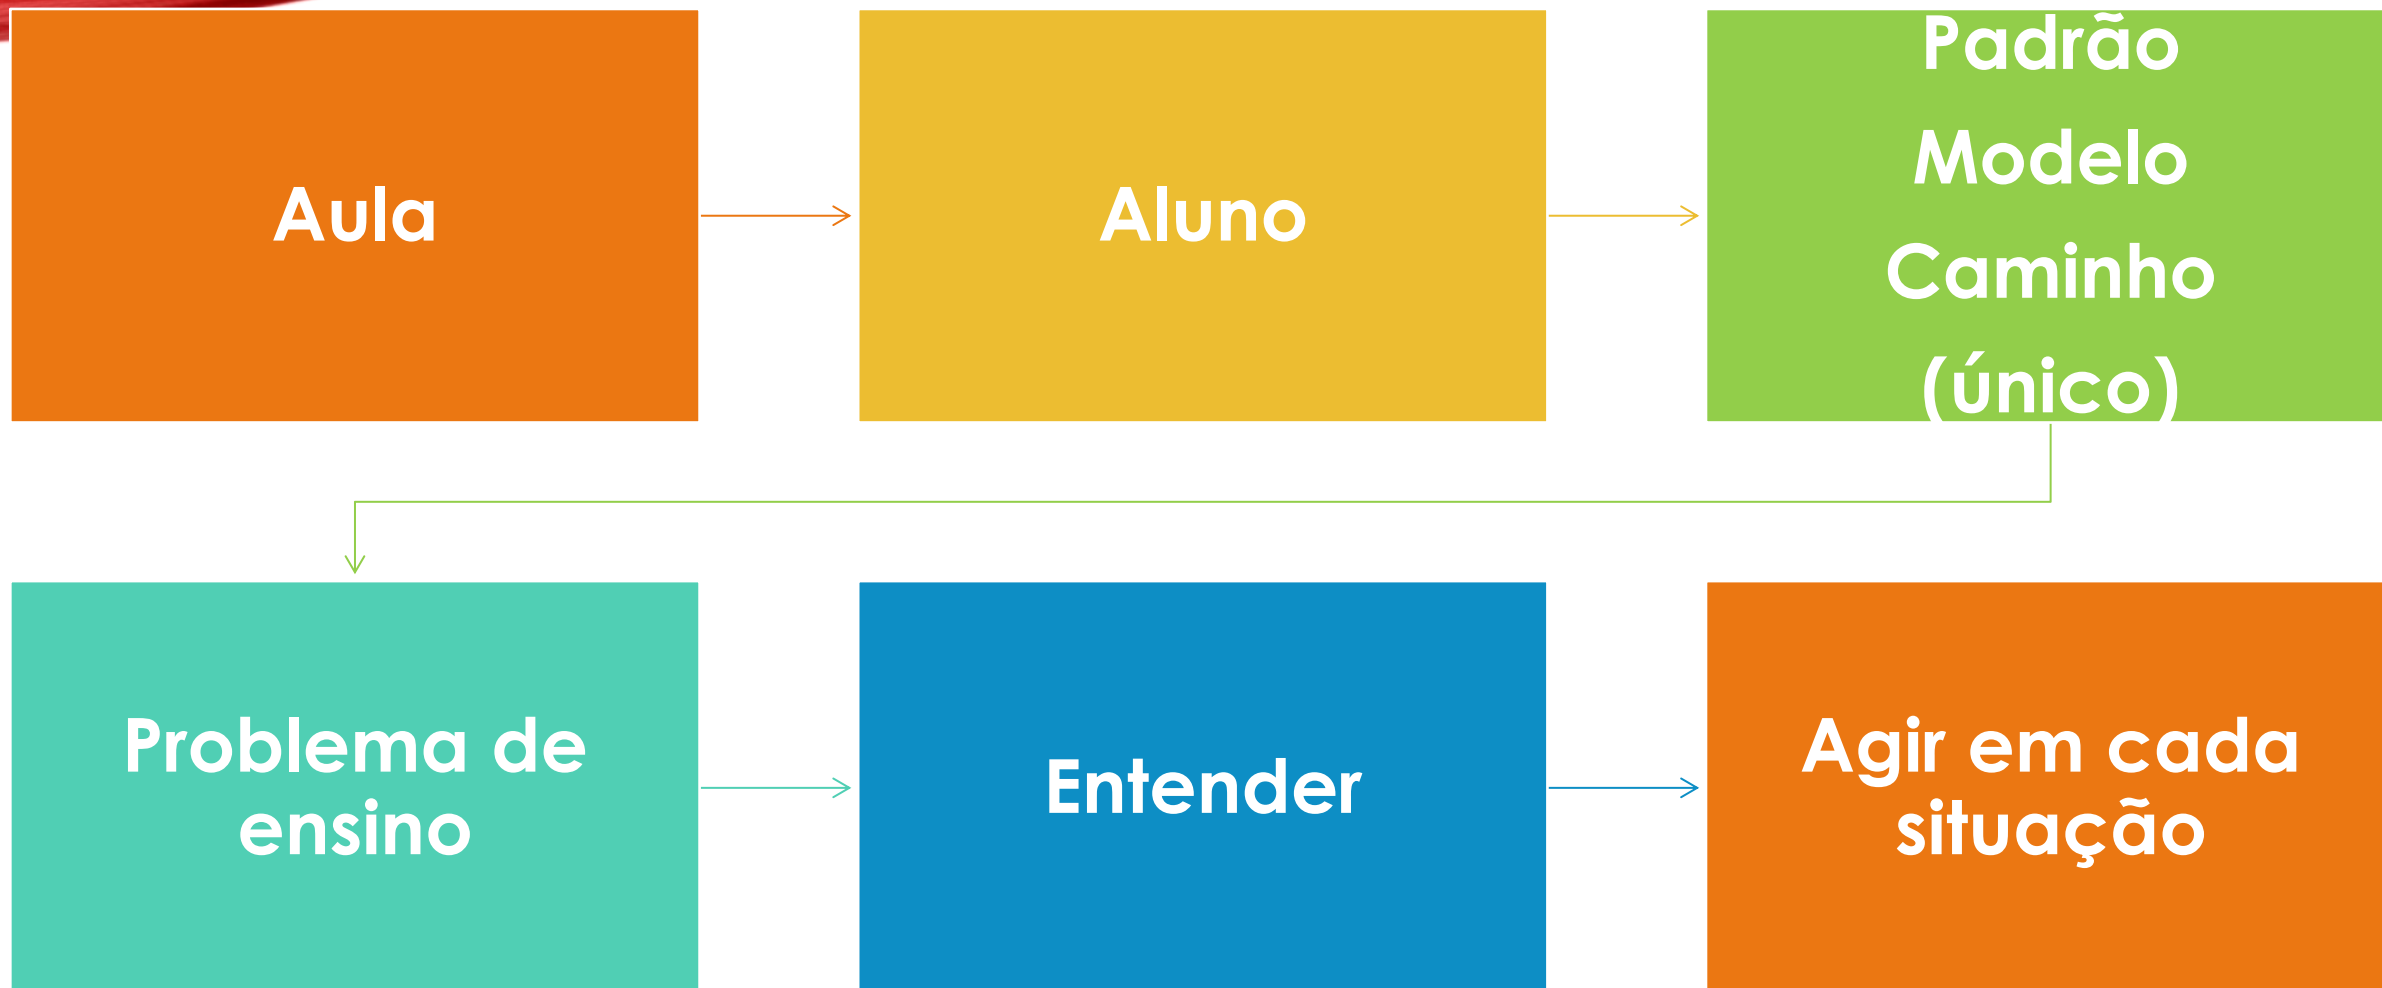 Aula
Aluno
Padrão
Modelo
Caminho
(único)
Problema de
ensino
Entender
Agir em cada
situação